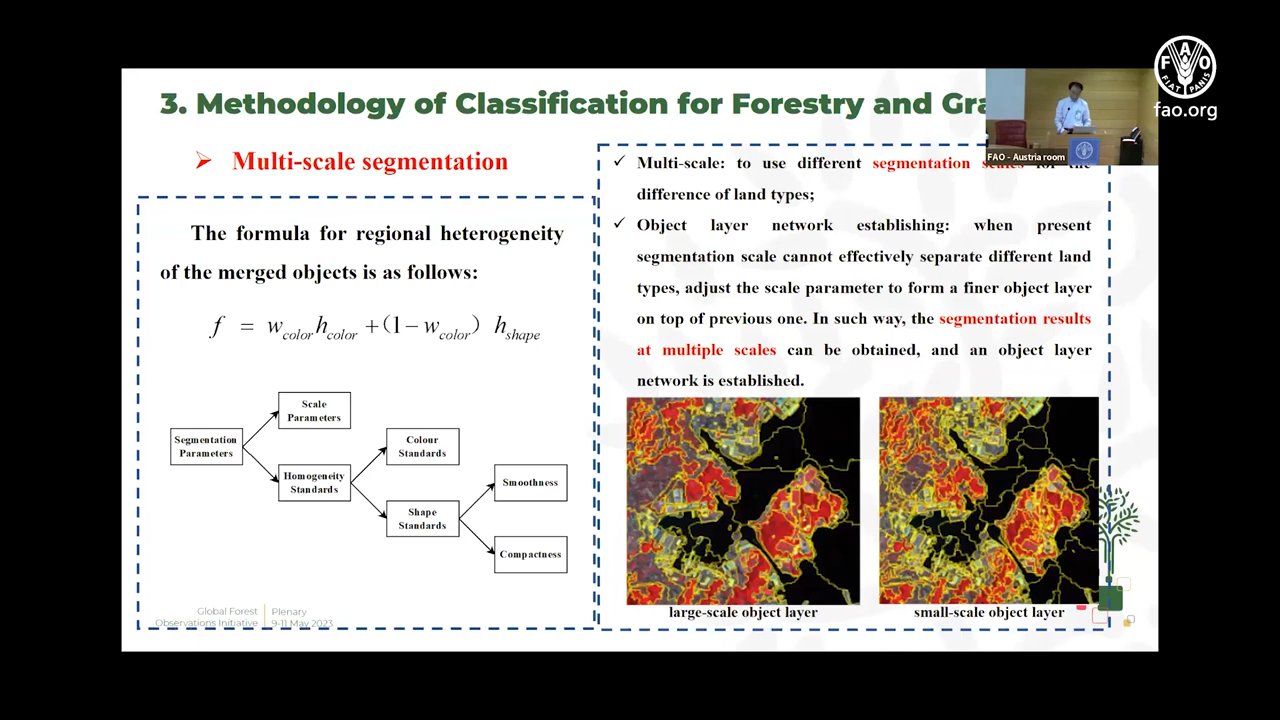 3. Methodology of Classification for Forestry and
Multi-scale segmentation
The formula for regional heterogeneity
of the merged objects is as follows:
f = w_color h_color + (1 − w_color) h_shape
Segmentation
Parameters
Scale
Parameters
Homogeneity
Standards
Colour
Standards
Shape
Standards
Smoothness
Compactness
Global Forest
Observations Initiative
Plenary
9-11 May 2023
✓ Multi-scale: to use different segmentation scales for the
difference of land types;
✓ Object layer network establishing: when present
segmentation scale cannot effectively separate different land
types, adjust the scale parameter to form a finer object layer
on top of previous one. In such way, the segmentation results
at multiple scales can be obtained, and an object layer
network is established.
large-scale object layer
small-scale object layer
FAO - Austria room
FAO
FIAT PANIS
fao.org